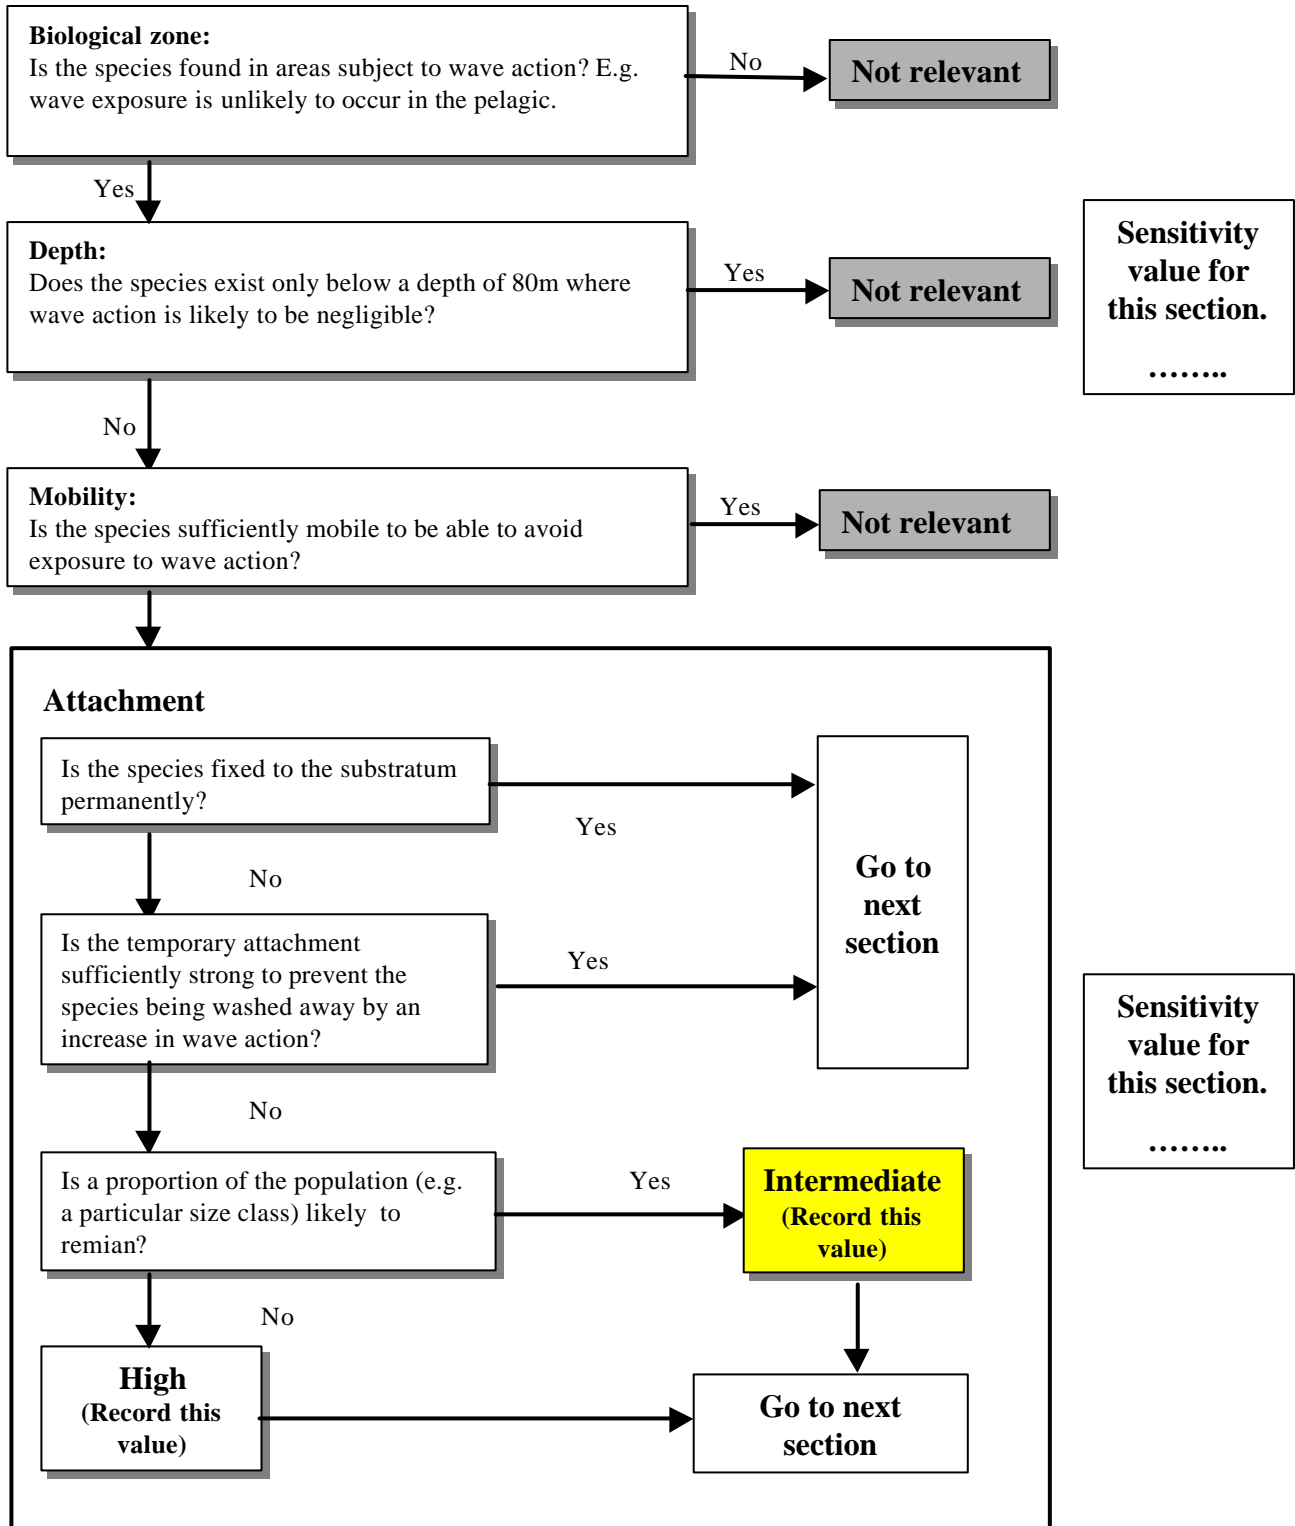 Biological zone:
Is the species found in areas subject to wave action? E.g.
wave exposure is unlikely to occur in the pelagic.
No
Not relevant
Yes
Depth:
Does the species exist only below a depth of 80m where
wave action is likely to be negligible?
Yes
Not relevant
Sensitivity
value for
this section.
……..
No
Mobility:
Is the species sufficiently mobile to be able to avoid
exposure to wave action?
Yes
Not relevant
Attachment
Is the species fixed to the substratum
permanently?
Yes
Go to
next
section
No
Is the temporary attachment
sufficiently strong to prevent the
species being washed away by an
increase in wave action?
Yes
Sensitivity
value for
this section.
……..
No
Is a proportion of the population (e.g.
a particular size class) likely to
remian?
Yes
Intermediate
(Record this
value)
No
High
(Record this
value)
Go to next
section